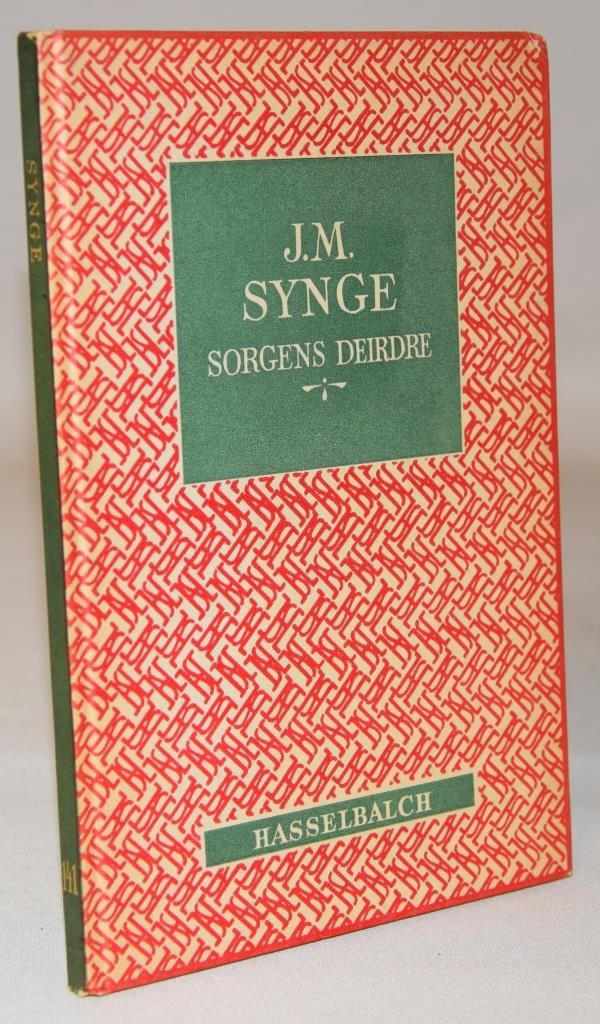 SYNGE
141
J.M.
SYNGE
SORGENS DEIRDRE
HASSELBALCH